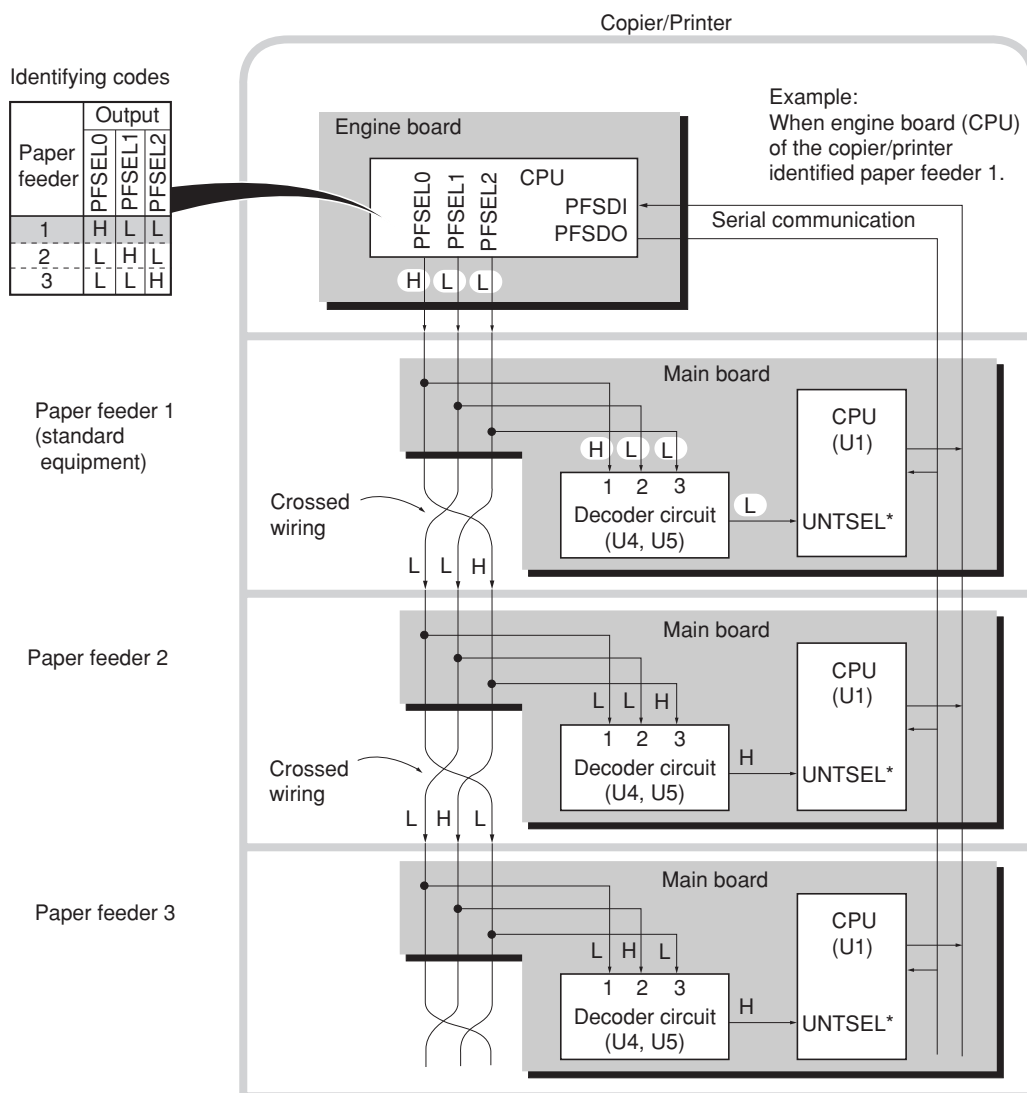 Copier/Printer
Identifying codes
Paper
feeder
Output
PFSEL0
PFSEL1
PFSEL2
1 H L L
2 L H L
3 L L H
Engine board
CPU
PFSEL0
PFSEL1
PFSEL2
PFSDI
PFSDO
Example:
When engine board (CPU)
of the copier/printer
identified paper feeder 1.
Serial communication
H L L
Paper feeder 1
(standard
equipment)
Main board
CPU
(U1)
H L L
1 2 3
Decoder circuit
(U4, U5)
L
UNTSEL*
Crossed
wiring
L L H
Paper feeder 2
Main board
CPU
(U1)
L L H
1 2 3
Decoder circuit
(U4, U5)
H
UNTSEL*
Crossed
wiring
L H L
Paper feeder 3
Main board
CPU
(U1)
L H L
1 2 3
Decoder circuit
(U4, U5)
H
UNTSEL*